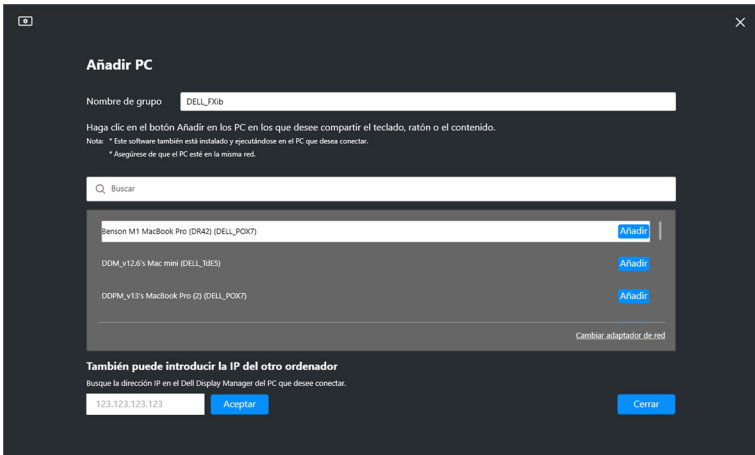 Añadir PC
Nombre de grupo DELL_FXib
Haga clic en el botón Añadir en los PC en los que desee compartir el teclado, ratón o el contenido.
Nota: * Este software también está instalado y ejecutándose en el PC que desea conectar.
* Asegúrese de que el PC esté en la misma red.
Buscar
Benson M1 MacBook Pro (DR42) (DELL_POX7) Añadir
DDM_v12.6's Mac mini (DELL_TdE5) Añadir
DDPM_v13's MacBook Pro (2) (DELL_POX7) Añadir
Cambiar adaptador de red
También puede introducir la IP del otro ordenador
Busque la dirección IP en el Dell Display Manager del PC que desee conectar.
123.123.123.123 Aceptar Cerrar